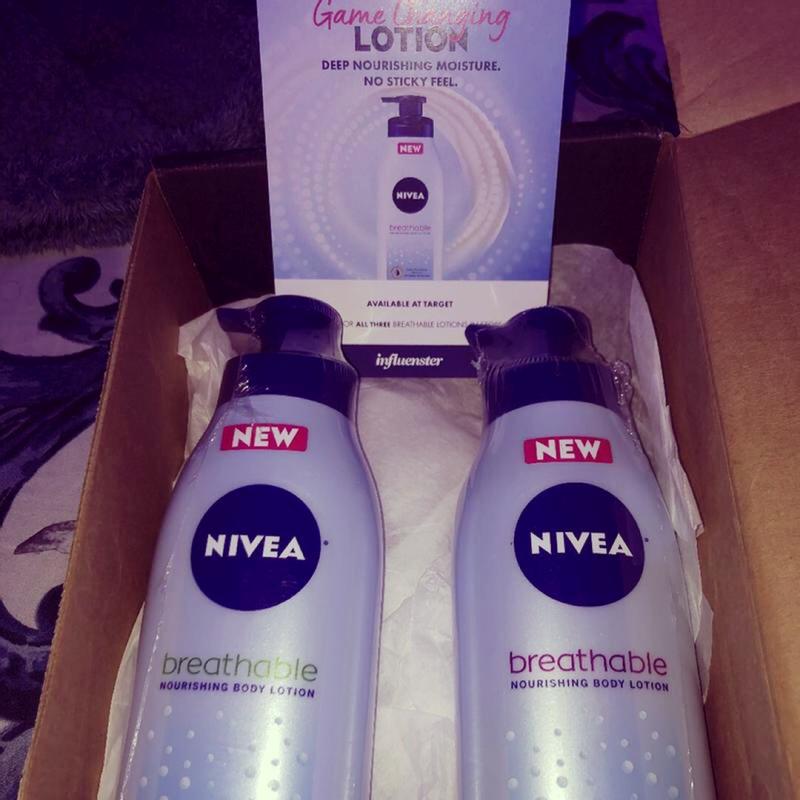 Game Changing
LOTION
DEEP NOURISHING MOISTURE.
NO STICKY FEEL.
NEW
NIVEA
breathable
AVAILABLE AT TARGET
FOR ALL THREE BREATHABLE LOTIONS
influenster
NEW
NIVEA
breathable
NOURISHING BODY LOTION
NEW
NIVEA
breathable
NOURISHING BODY LOTION